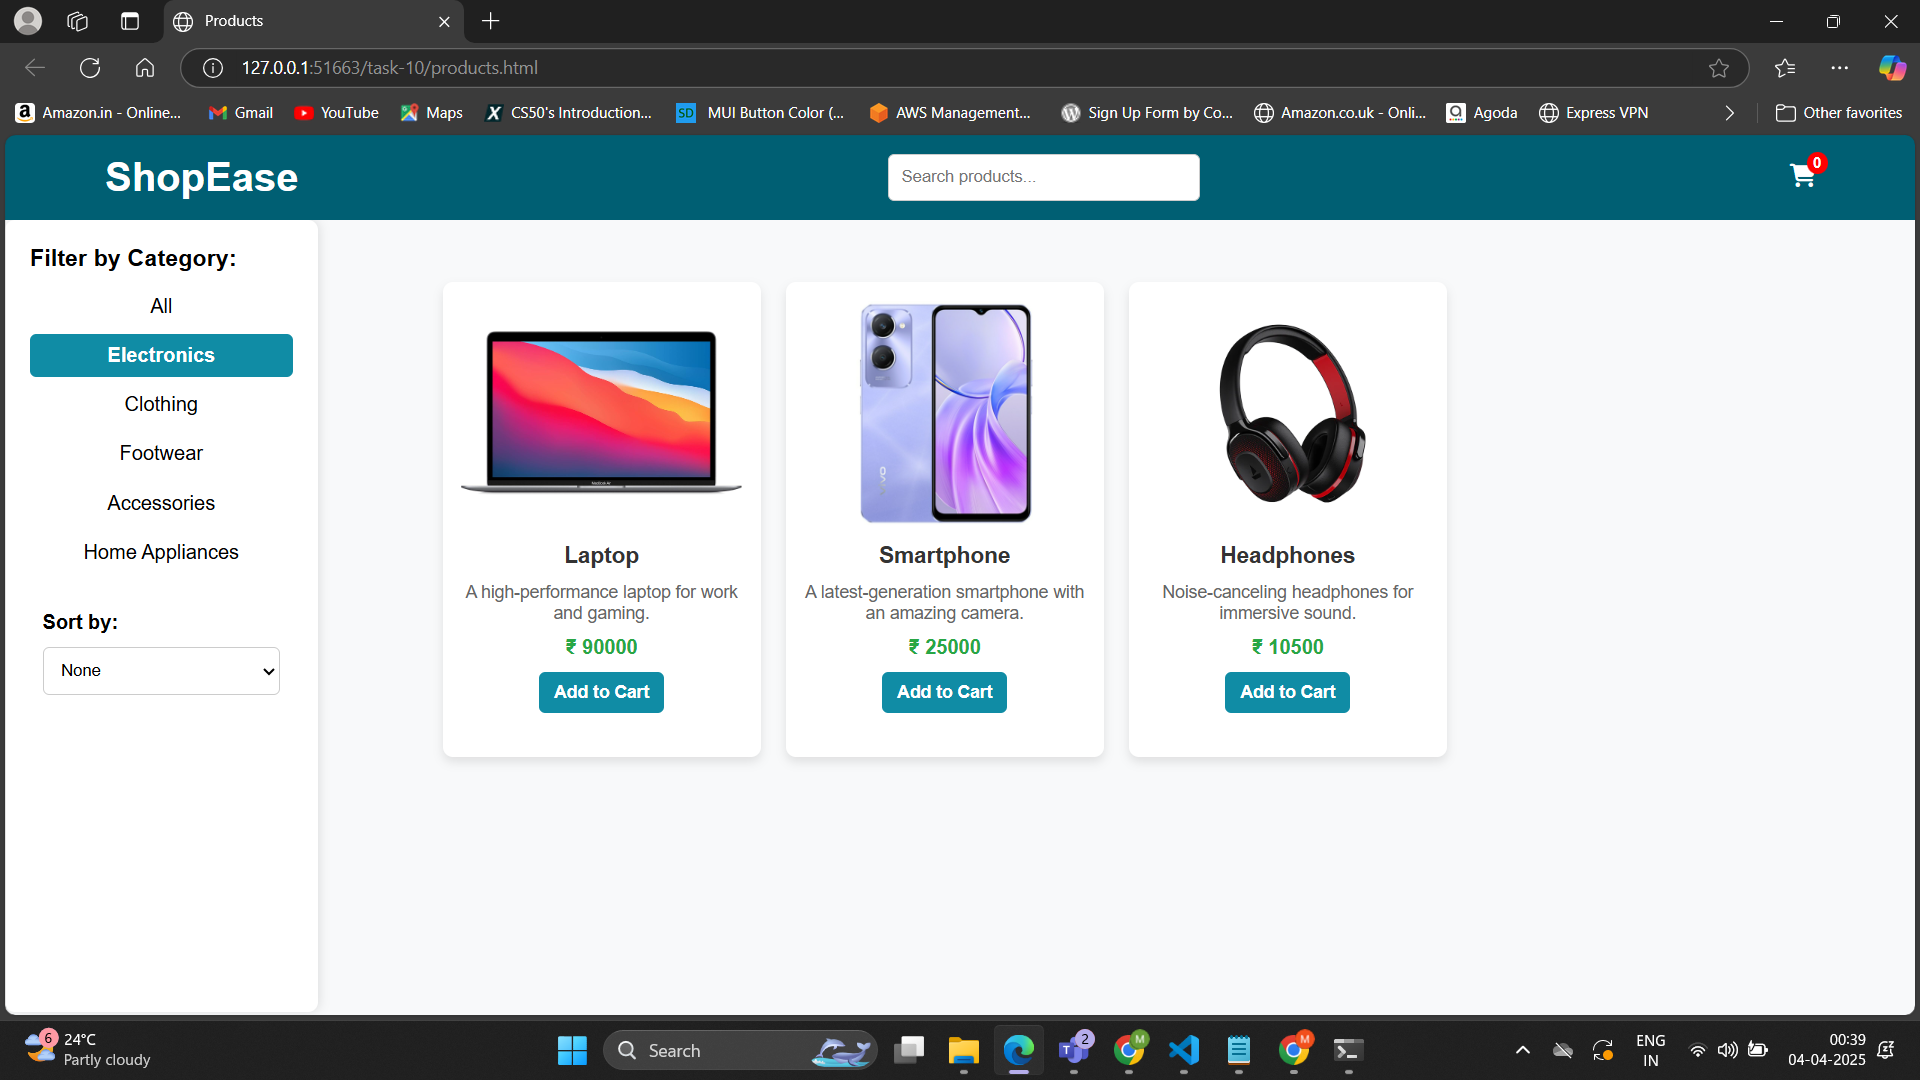 Products
127.0.0.1:51663/task-10/products.html
Amazon.in - Online...
Gmail
YouTube
Maps
CS50's Introduction...
SD
MUI Button Color (...
AWS Management...
Sign Up Form by Co...
Amazon.co.uk - Onli...
Agoda
Express VPN
Other favorites
ShopEase
Search products...
0
Filter by Category:
All
Electronics
Clothing
Footwear
Accessories
Home Appliances
Sort by:
None
Laptop
A high-performance laptop for work
and gaming.
₹ 90000
Add to Cart
vivo
Smartphone
A latest-generation smartphone with
an amazing camera.
₹ 25000
Add to Cart
Headphones
Noise-canceling headphones for
immersive sound.
₹ 10500
Add to Cart
6
24°C
Partly cloudy
Search
2
M
M
ENG
IN
00:39
04-04-2025